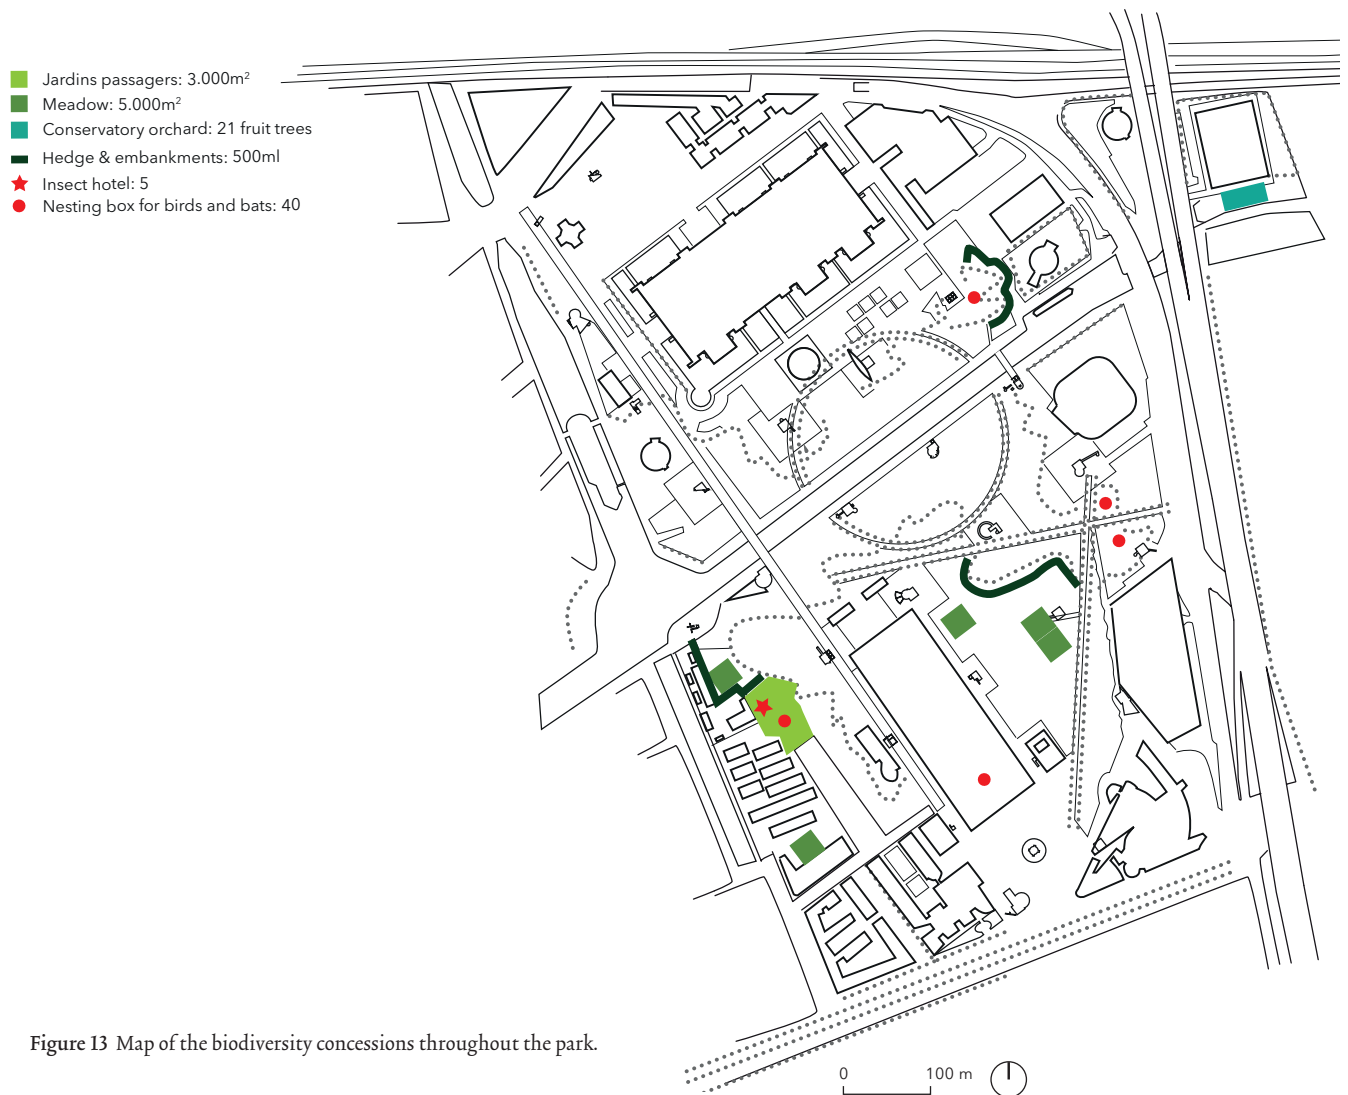 Jardins passagers: 3.000m²
Meadow: 5.000m²
Conservatory orchard: 21 fruit trees
Hedge & embankments: 500ml
Insect hotel: 5
Nesting box for birds and bats: 40
Figure 13 Map of the biodiversity concessions throughout the park.
0 100 m